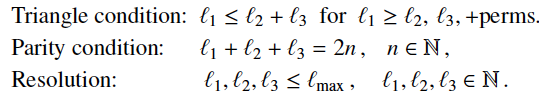 Triangle condition: ℓ₁ ≤ ℓ₂ + ℓ₃ for ℓ₁ ≥ ℓ₂, ℓ₃, +perms.
Parity condition: ℓ₁ + ℓ₂ + ℓ₃ = 2n , n ∈ ℕ ,
Resolution: ℓ₁, ℓ₂, ℓ₃ ≤ ℓmax , ℓ₁, ℓ₂, ℓ₃ ∈ ℕ .